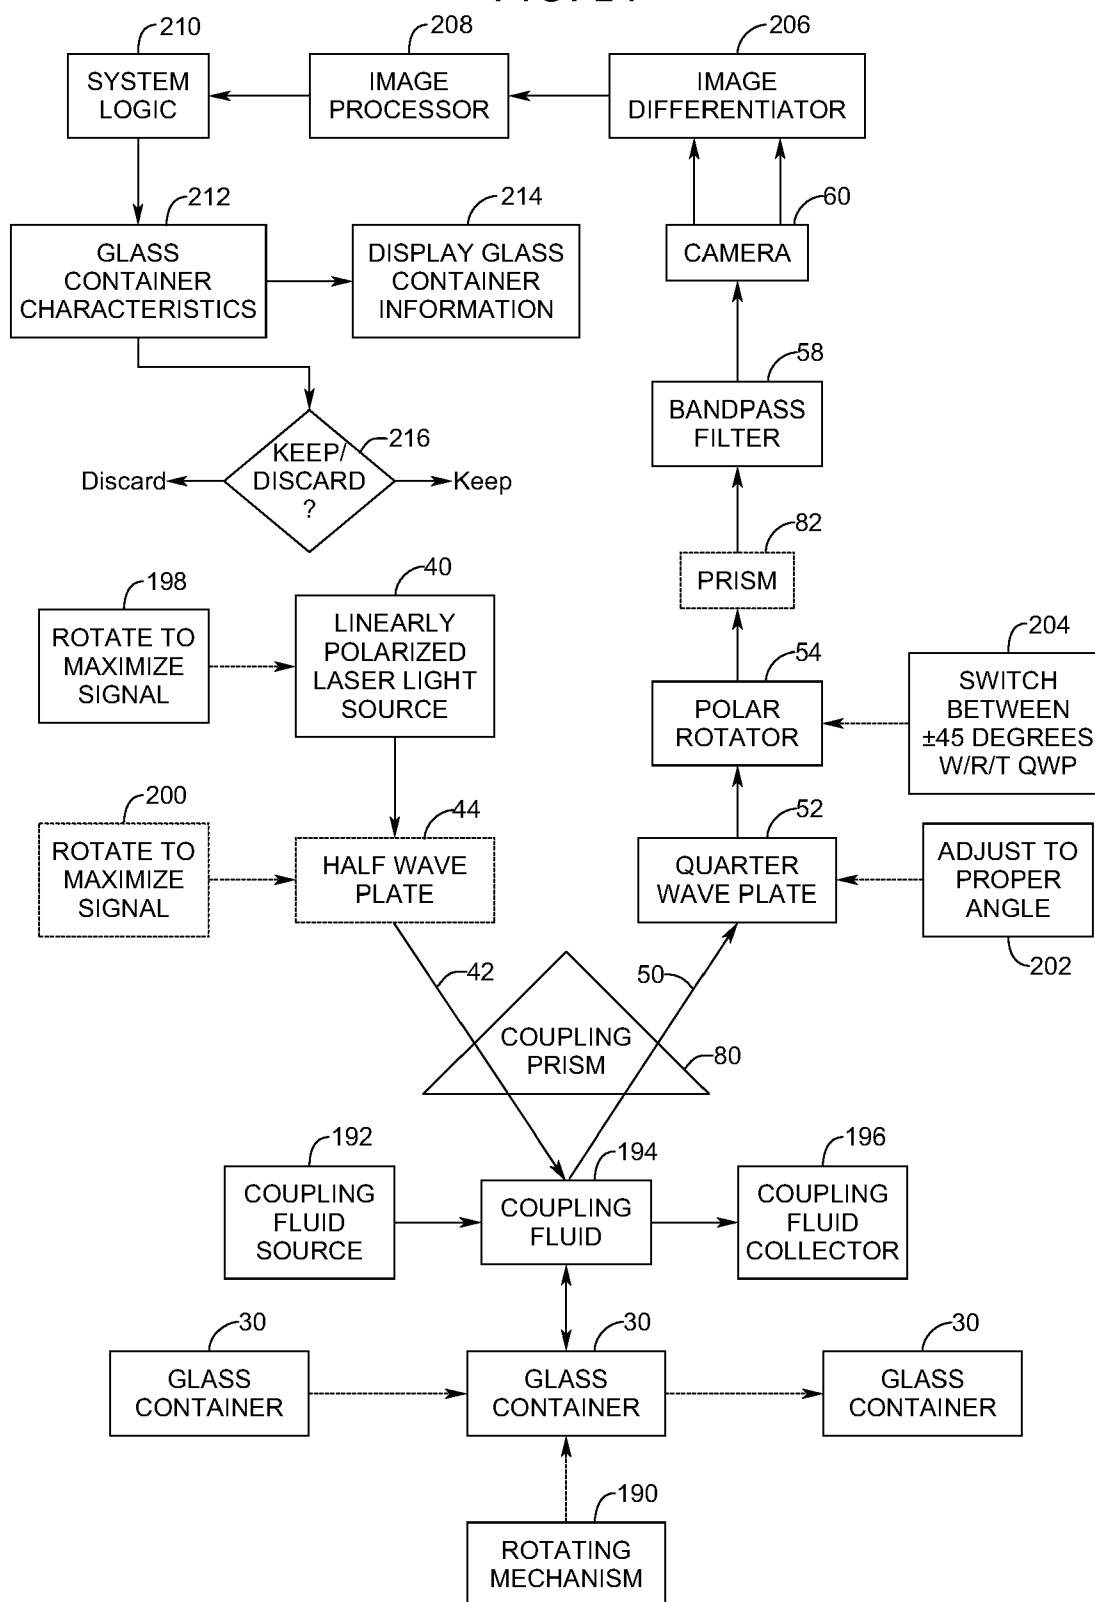 210
208
206
SYSTEM
LOGIC
IMAGE
PROCESSOR
IMAGE
DIFFERENTIATOR
212
214
60
GLASS
CONTAINER
CHARACTERISTICS
DISPLAY GLASS
CONTAINER
INFORMATION
CAMERA
58
BANDPASS
FILTER
216
KEEP/
DISCARD
?
Discard
Keep
82
PRISM
198
40
ROTATE TO
MAXIMIZE
SIGNAL
LINEARLY
POLARIZED
LASER LIGHT
SOURCE
54
204
POLAR
ROTATOR
SWITCH
BETWEEN
±45 DEGREES
W/R/T QWP
200
44
52
ROTATE TO
MAXIMIZE
SIGNAL
HALF WAVE
PLATE
QUARTER
WAVE PLATE
ADJUST TO
PROPER
ANGLE
202
42
50
COUPLING
PRISM
80
192
194
196
COUPLING
FLUID
SOURCE
COUPLING
FLUID
COUPLING
FLUID
COLLECTOR
30
30
30
GLASS
CONTAINER
GLASS
CONTAINER
GLASS
CONTAINER
190
ROTATING
MECHANISM